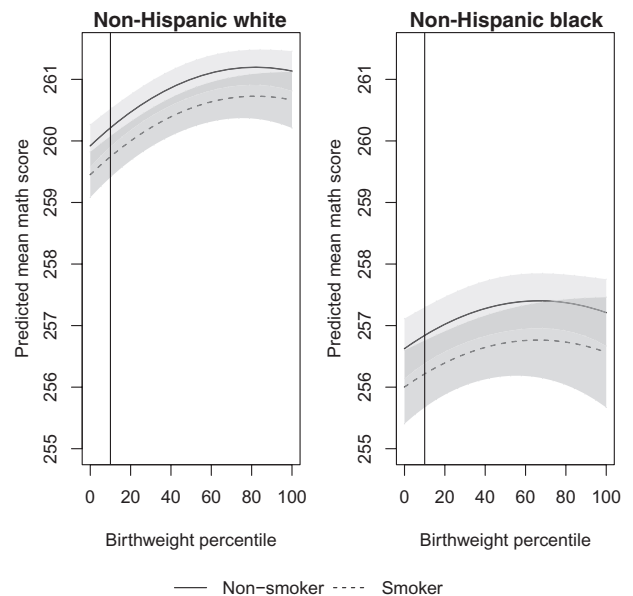 Non-Hispanic white
Predicted mean math score
261
260
259
258
257
256
255
0 20 40 60 80 100
Birthweight percentile
Non-Hispanic black
Predicted mean math score
261
260
259
258
257
256
255
0 20 40 60 80 100
Birthweight percentile
Non−smoker
Smoker